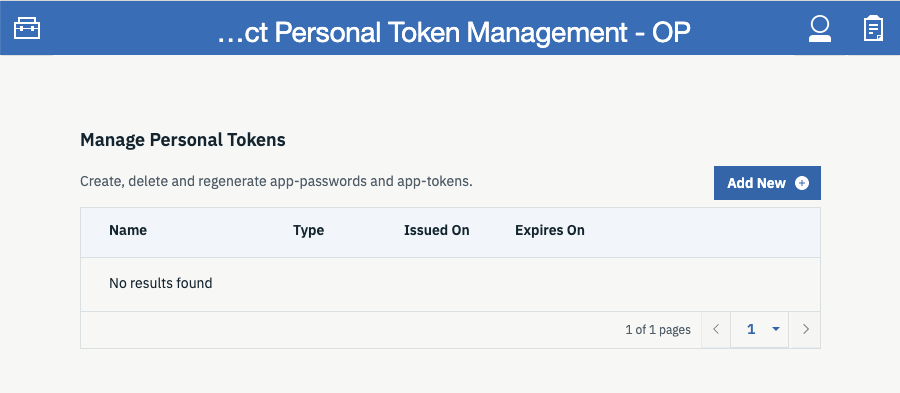 ...ct Personal Token Management - OP
Manage Personal Tokens
Create, delete and regenerate app-passwords and app-tokens.
Add New
Name Type Issued On Expires On
No results found
1 of 1 pages 1